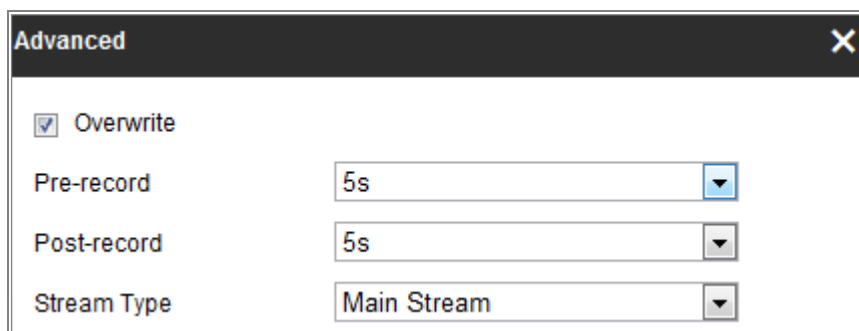 Advanced
Overwrite
Pre-record 5s
Post-record 5s
Stream Type Main Stream